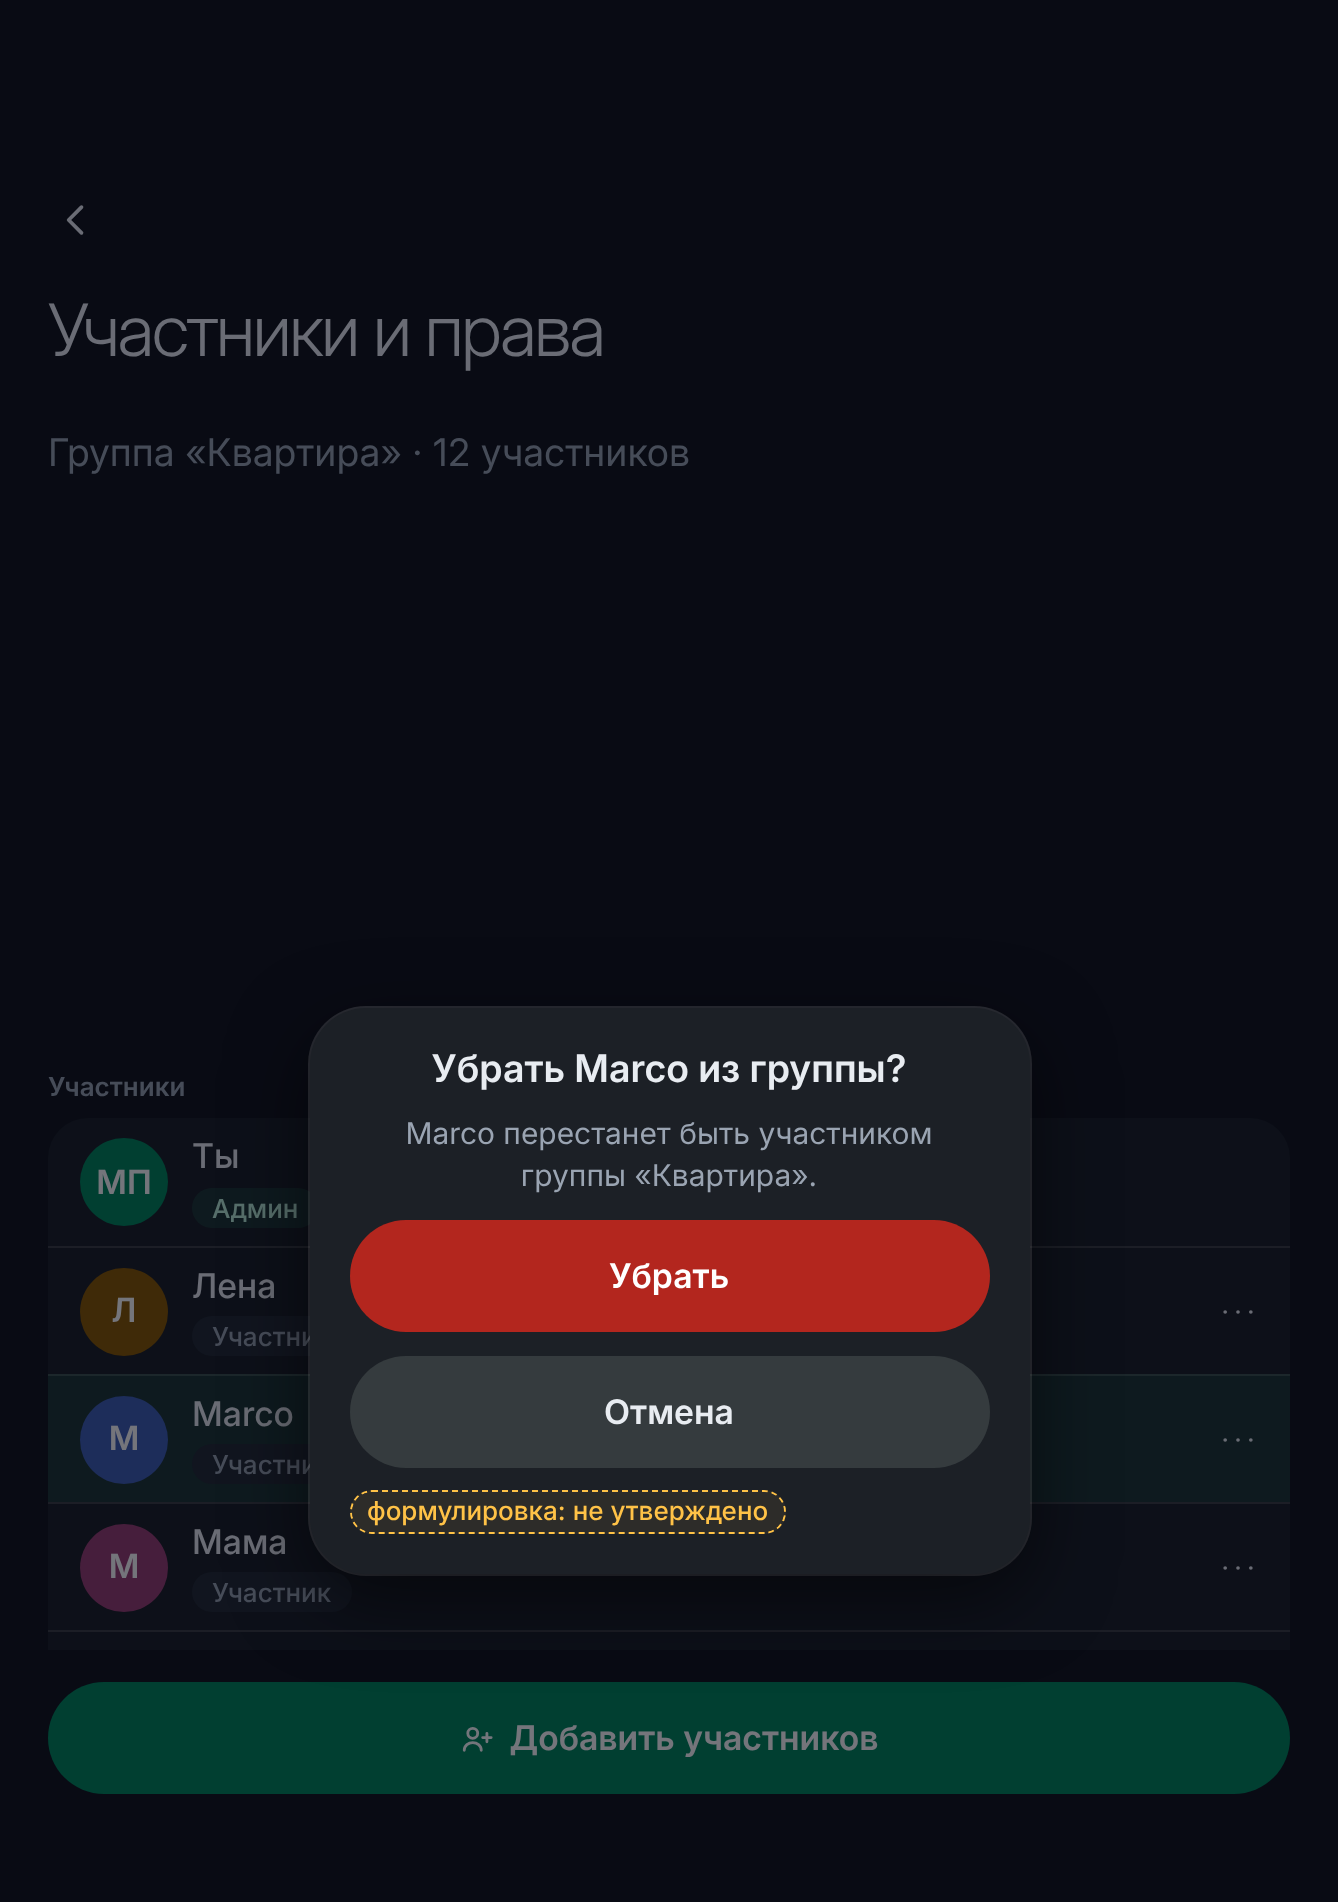 Участники и права
Группа «Квартира» · 12 участников
Участники
МП
Ты
Админ
Л
Лена
M
Marco
М
Мама
Участник
Убрать Marco из группы?
Marco перестанет быть участником
группы «Квартира».
Убрать
Отмена
формулировка: не утверждено
Добавить участников